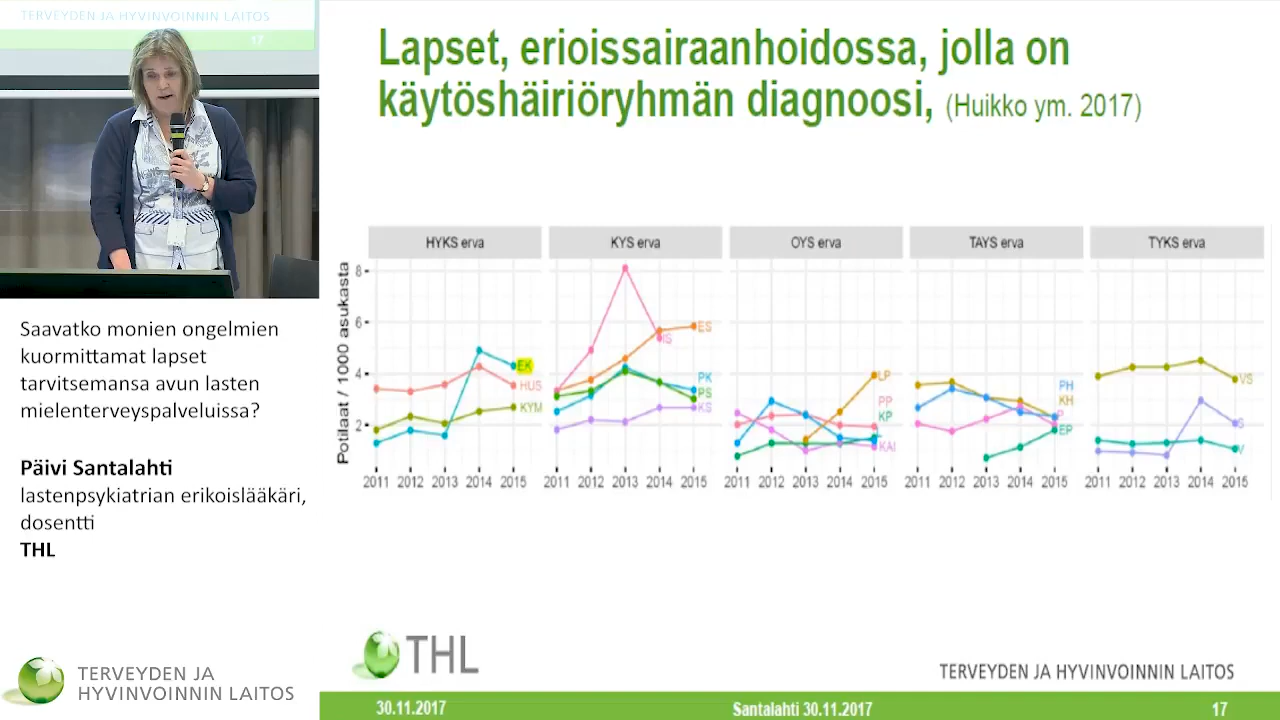 TERVEYDEN JA HYVINVOINNIN LAITOS
17
Saavatko monien ongelmien
kuormittamat lapset
tarvitsemansa avun lasten
mielenterveyspalveluissa?
Päivi Santalahti
lastenpsykiatrian erikoislääkäri,
dosentti
THL
TERVEYDEN JA
HYVINVOINNIN LAITOS
Lapset, erioissairaanhoidossa, jolla on
käytöshäiriöryhmän diagnoosi, (Huikko ym. 2017)
HYKS erva KYS erva OYS erva TAYS erva TYKS erva
Potilaat / 1000 asukasta
8
6
4
2
EK
HUS
KYM
ES
IS
PK
PS
KS
LP
PP
KP
KAI
PH
KH
P
EP
VS
S
V
2011 2012 2013 2014 2015 2011 2012 2013 2014 2015 2011 2012 2013 2014 2015 2011 2012 2013 2014 2015 2011 2012 2013 2014 2015
THL
TERVEYDEN JA HYVINVOINNIN LAITOS
30.11.2017 Santalahti 30.11.2017 17